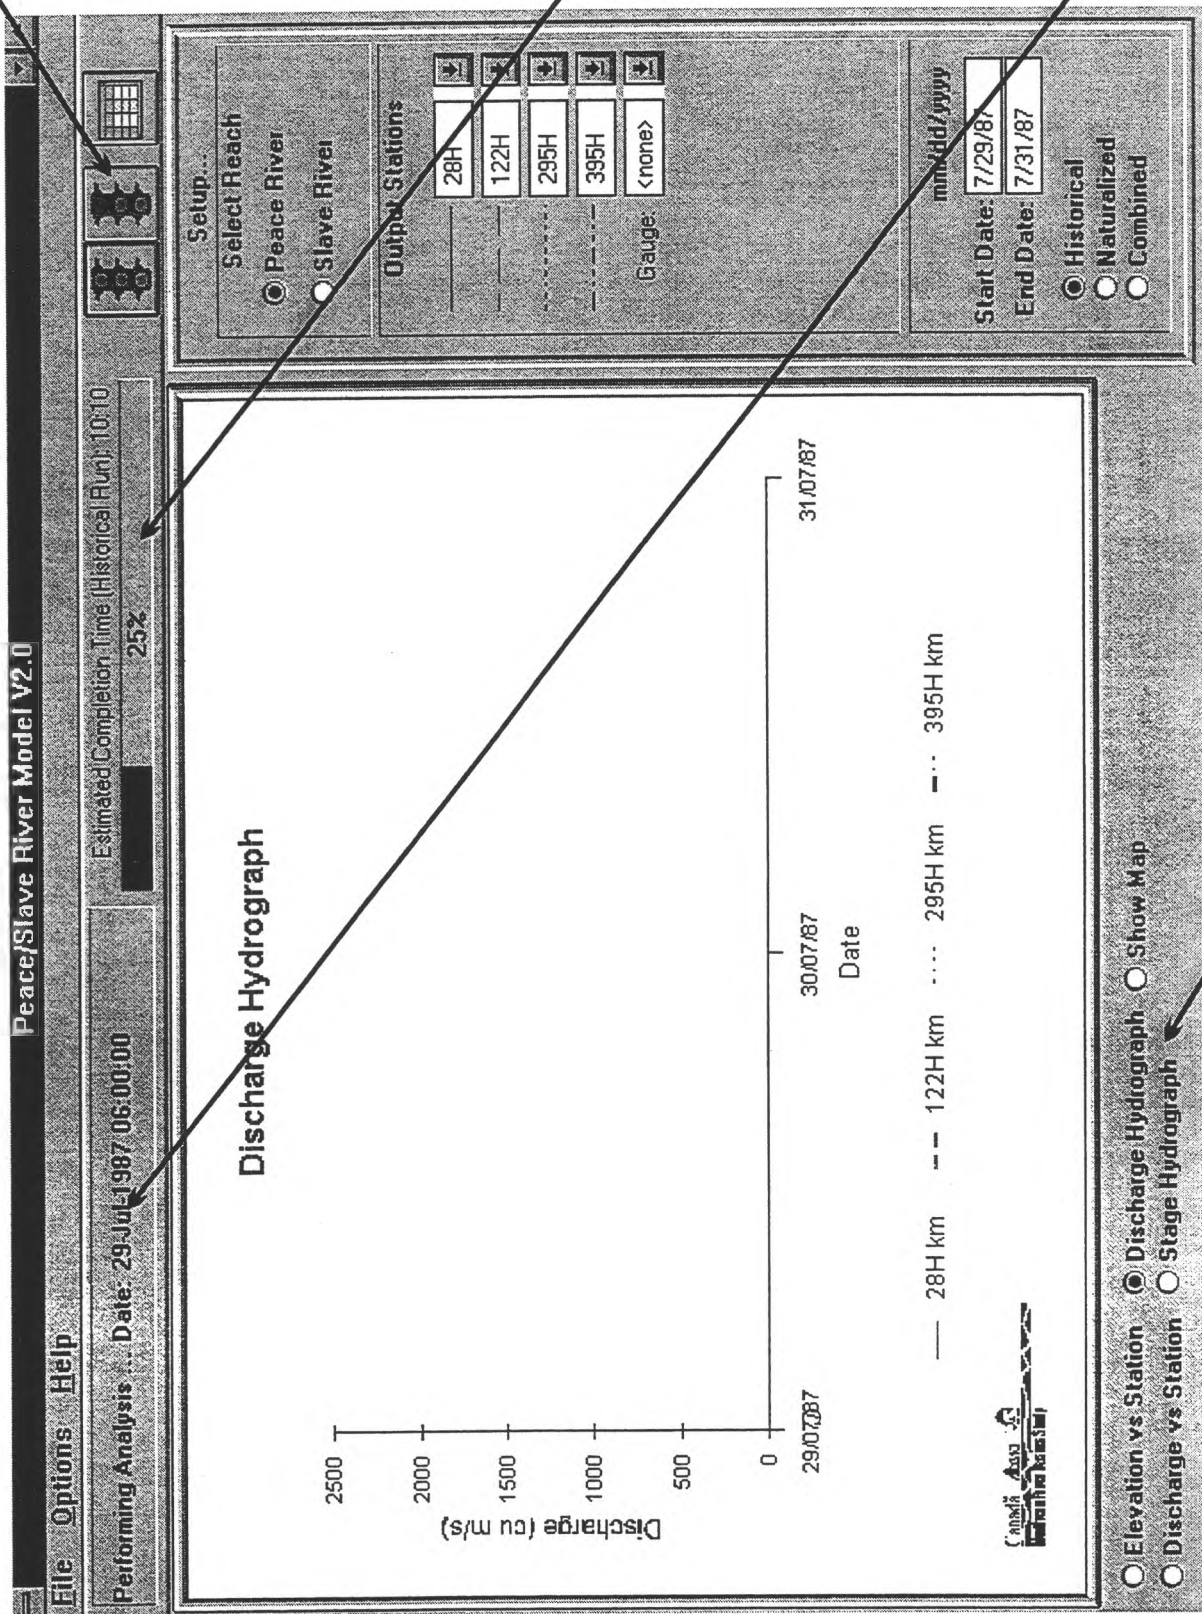 Peace/Slave River Model V2.0
File Options Help
Performing Analysis ... Date: 29-Jul-1987 06:00:00
Estimated Completion Time (Historical Run): 10:10
25%
Discharge Hydrograph
Discharge (cu m/s)
2500
2000
1500
1000
500
0
29/07/87
30/07/87
31/07/87
Date
28H km
122H km
295H km
395H km
Canada
Setup...
Select Reach
Peace River
Slave River
Output Stations
28H
122H
295H
395H
Gauge: <none>
mm/dd/yyyy
Start Date: 7/29/87
End Date: 7/31/87
Historical
Naturalized
Combined
Elevation vs Station
Discharge Hydrograph
Show Map
Discharge vs Station
Stage Hydrograph